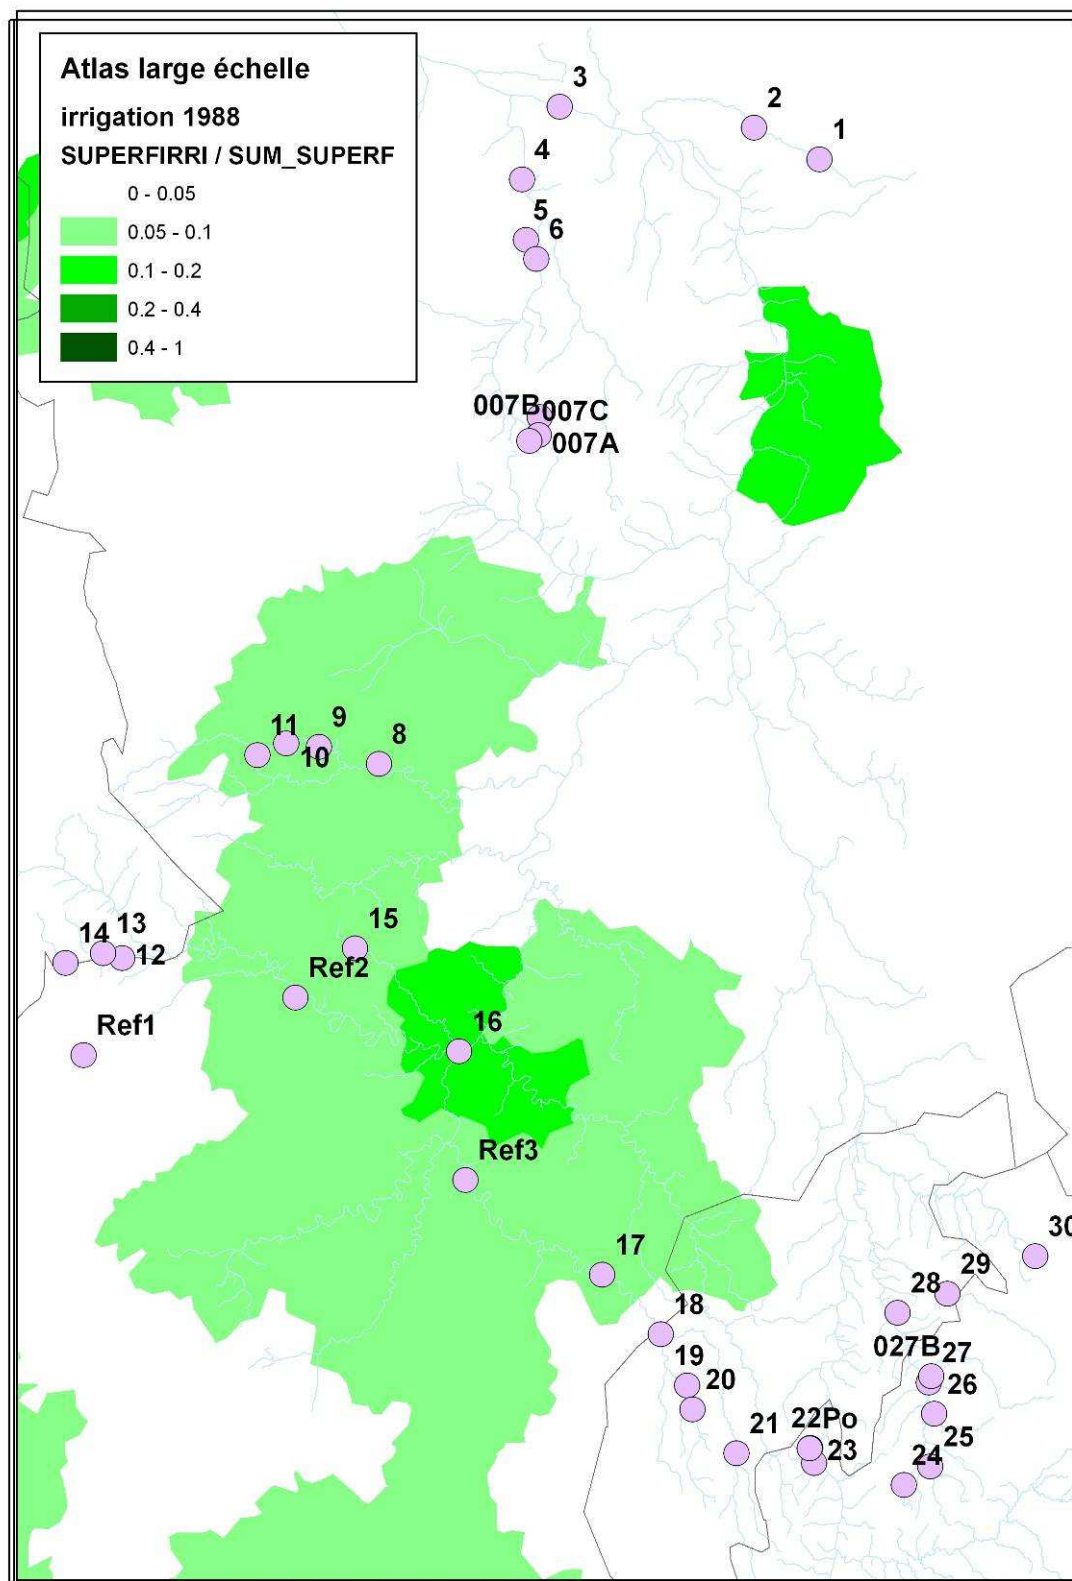 Atlas large échelle
irrigation 1988
SUPERFIRRI / SUM_SUPERF
0 - 0.05
0.05 - 0.1
0.1 - 0.2
0.2 - 0.4
0.4 - 1
3
2
1
4
5
6
007B
007C
007A
9
11
10
8
15
14
13
12
Ref2
Ref1
16
Ref3
17
30
29
28
18
027B
27
19
26
20
22Po
25
21
23
24